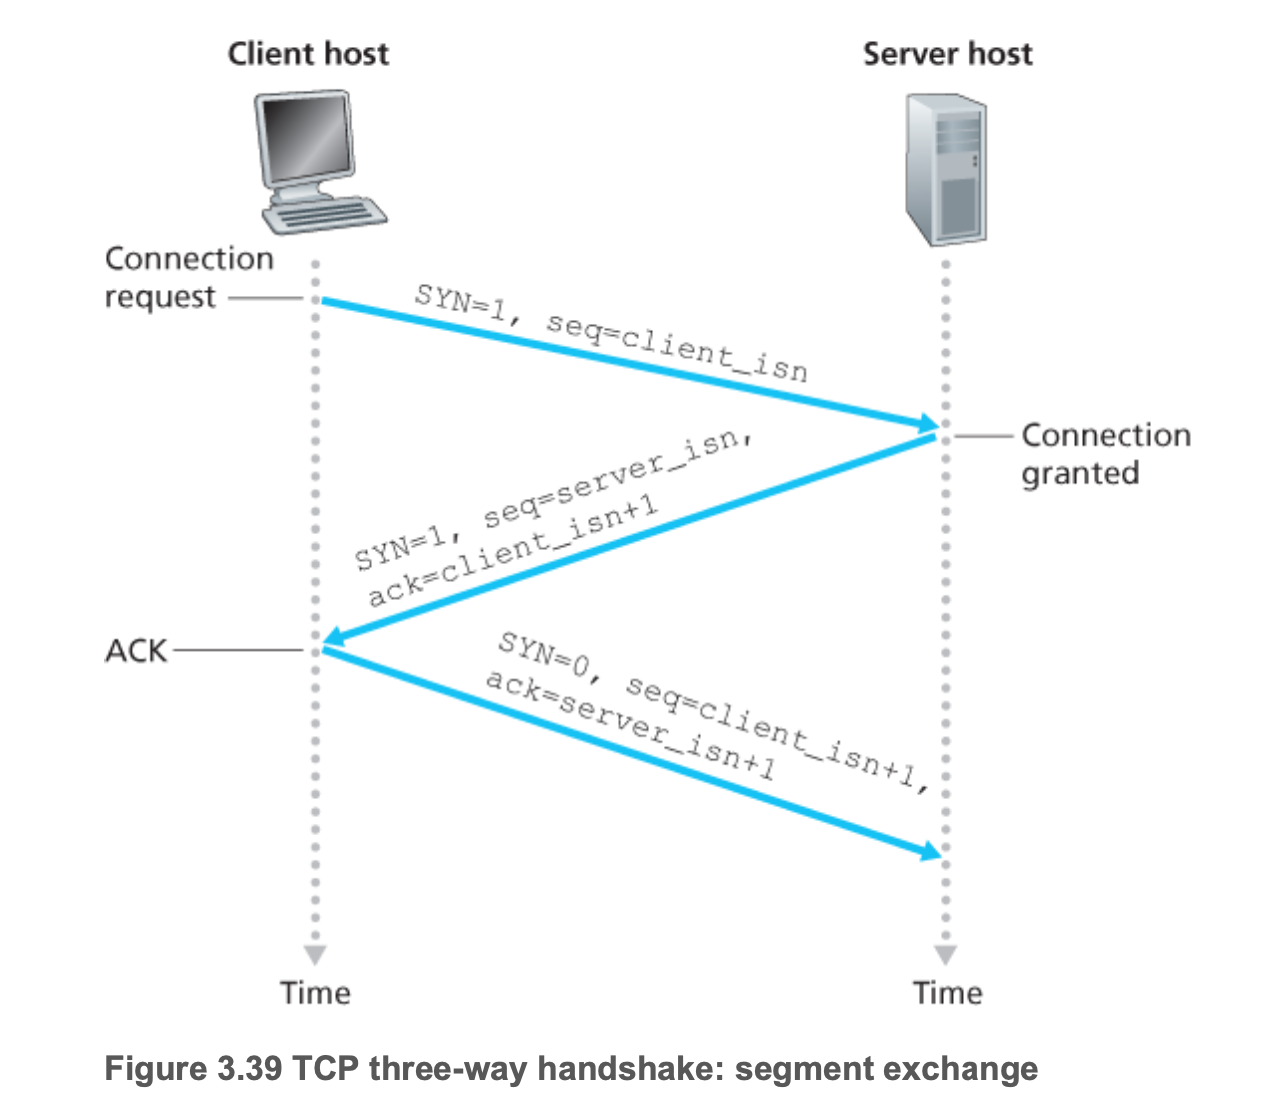 Client host
Server host
Connection
request
SYN=1, seq=client_isn
Connection
granted
SYN=1, seq=server_isn,
ack=client_isn+1
ACK
SYN=0, seq=client_isn+1,
ack=server_isn+1
Time
Time
Figure 3.39 TCP three-way handshake: segment exchange